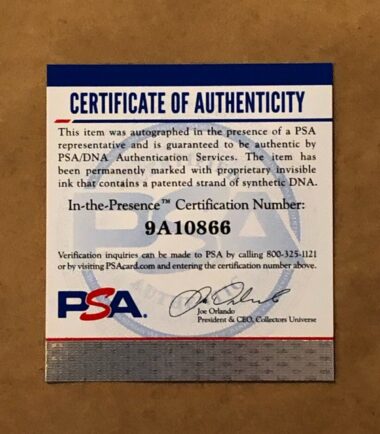 CERTIFICATE OF AUTHENTICITY
This item was autographed in the presence of a PSA
representative and is guaranteed to be authentic by
PSA/DNA Authentication Services. The item has
been permanently marked with proprietary invisible
ink that contains a patented strand of synthetic DNA.
In-the-Presence™ Certification Number:
9A10866
Verification inquiries can be made to PSA by calling 800-325-1121
or by visiting PSAcard.com and entering the certification number above.
PSA.
Joe Orlando
President & CEO, Collectors Universe